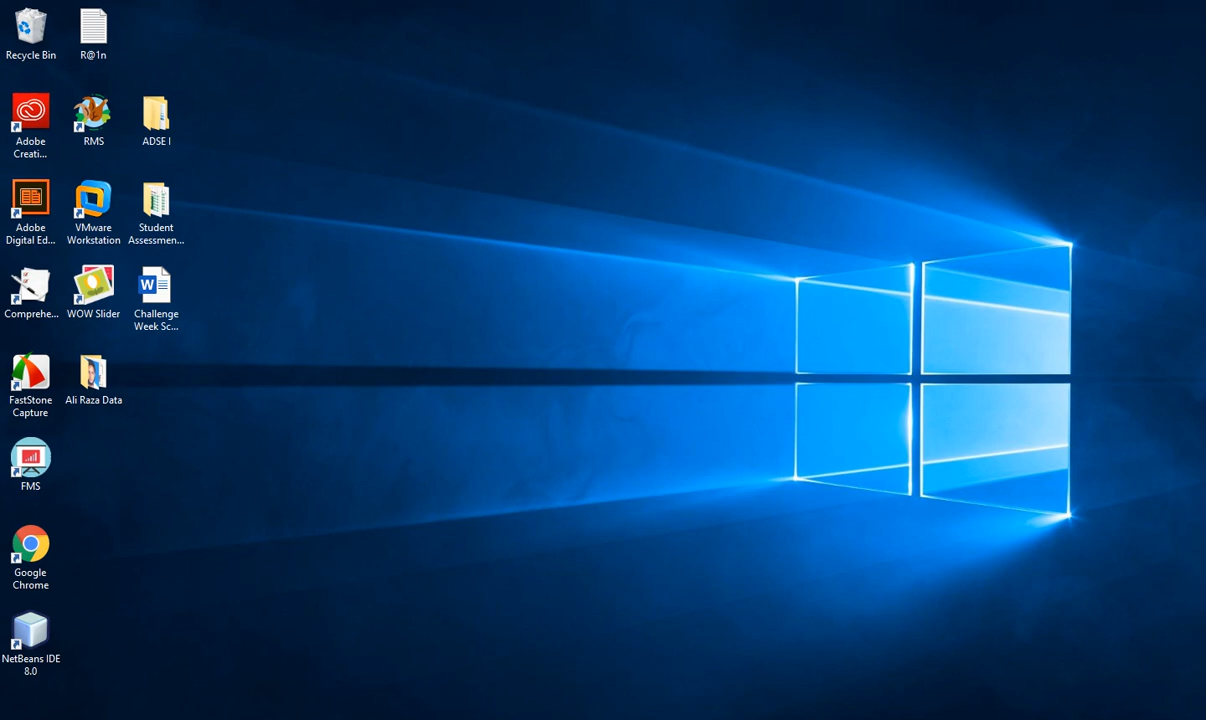 Recycle Bin
R@1n
Adobe
Creati...
RMS
ADSE I
Adobe
Digital Ed...
VMware
Workstation
Student
Assessmen...
Comprehe...
WOW Slider
W
Challenge
Week Sc...
FastStone
Capture
Ali Raza Data
FMS
Google
Chrome
NetBeans IDE
8.0